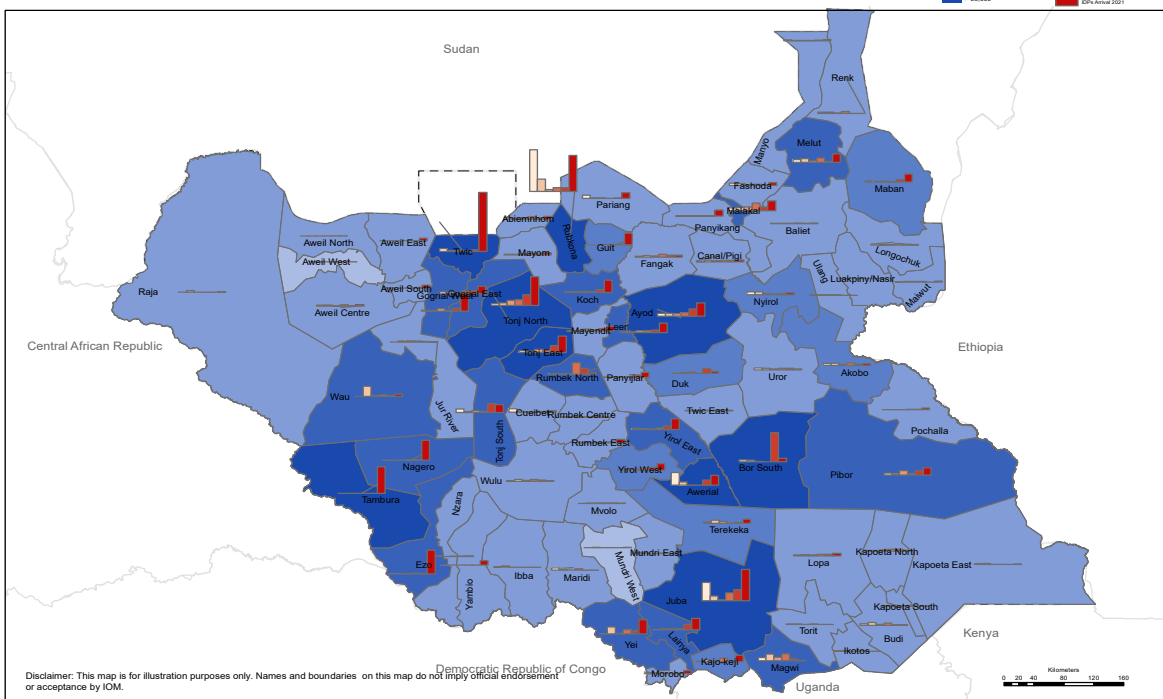 IDPs Arrival 2021
Sudan
Renk
Manyo
Melut
Maban
Fashoda
Malakal
Pariang
Panyikang
Baliet
Abiemnhom
Rubkona
Guit
Aweil North
Aweil East
Twic
Mayom
Fangak
Canal/Pigi
Longochuk
Aweil West
Ulang
Luakpiny/Nasir
Maiwut
Raja
Aweil South
Gogrial West
Gogrial East
Koch
Nyirol
Aweil Centre
Tonj North
Mayendit
Leer
Ayod
Central African Republic
Ethiopia
Tonj East
Rumbek North
Panyijiar
Duk
Uror
Akobo
Wau
Jur River
Cueibet
Rumbek Centre
Twic East
Pochalla
Tonj South
Rumbek East
Yirol East
Nagero
Yirol West
Bor South
Pibor
Tambura
Nzara
Wulu
Awerial
Mvolo
Terekeka
Ezo
Yambio
Ibba
Maridi
Mundri West
Mundri East
Lopa
Kapoeta North
Kapoeta East
Juba
Kapoeta South
Torit
Budi
Kenya
Yei
Lainya
Ikotos
Morobo
Kajo-keji
Magwi
Democratic Republic of Congo
Uganda
Kilometers
0 20 40 80 120 160
Disclaimer: This map is for illustration purposes only. Names and boundaries on this map do not imply official endorsement
or acceptance by IOM.